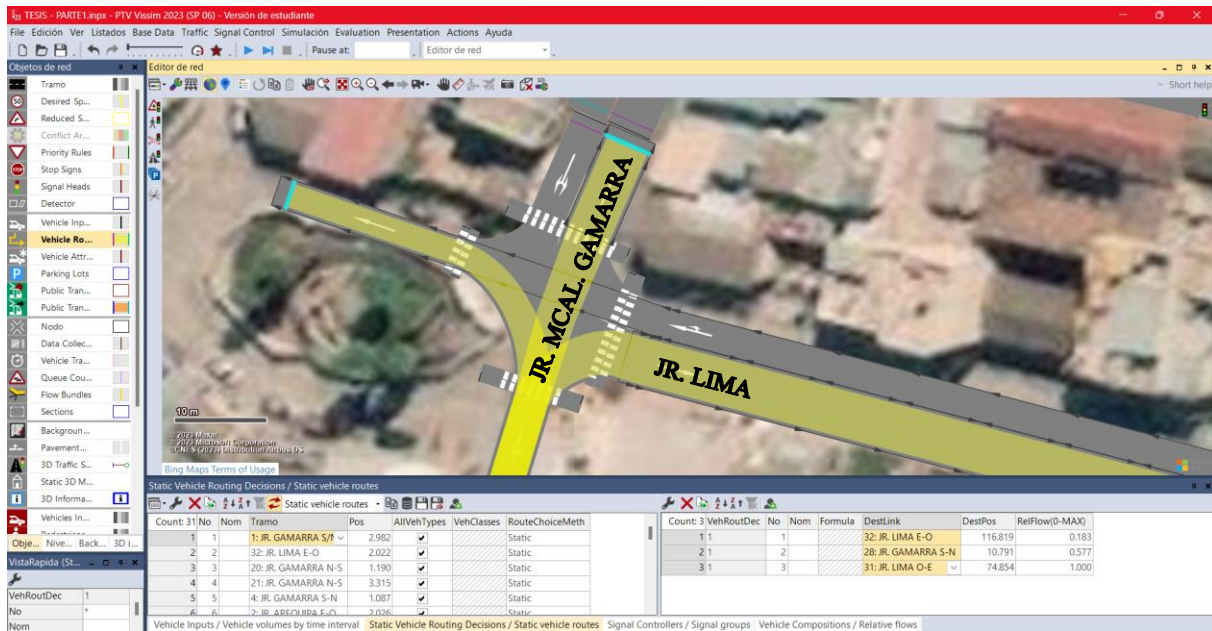 TESIS - PARTE1.inpx - PTV Vissim 2023 (SP 06) - Versión de estudiante
File Edición Ver Listados Base Data Traffic Signal Control Simulación Evaluation Presentation Actions Ayuda
Pause at: Editor de red
Objetos de red
Tramo
Desired Sp...
Reduced S...
Conflict Ar...
Priority Rules
Stop Signs
Signal Heads
Detector
Vehicle Inp...
Vehicle Ro...
Vehicle Attr...
Parking Lots
Public Tran...
Public Tran...
Nodo
Data Collec...
Vehicle Tra...
Queue Cou...
Flow Bundles
Sections
Backgroun...
Pavement...
3D Traffic S...
Static 3D M...
3D Informa...
Vehicles In...
Obje... Nive... Back... 3D i...
VistaRapida (St...
VehRoutDec 1
No *
Nom
Editor de red
Short help
JR. MCAL. GAMARRA
JR. LIMA
10 m
© 2023 Maxar
© 2023 Microsoft Corporation
©CNES (2023) Distribution Airbus DS
Bing Maps Terms of Usage
Static Vehicle Routing Decisions / Static vehicle routes
Static vehicle routes
Count: 31 No Nom Tramo Pos AllVehTypes VehClasses RouteChoiceMeth
1 1 1: JR. GAMARRA S/N 2.982 Static
2 2 32: JR. LIMA E-O 2.022 Static
3 3 20: JR. GAMARRA N-S 1.190 Static
4 4 21: JR. GAMARRA N-S 3.315 Static
5 5 4: JR. GAMARRA S-N 1.087 Static
6 6 2: JR. AREQUIPA E-O 2.026 Static
Count: 3 VehRoutDec No Nom Formula DestLink DestPos RelFlow(0-MAX)
1 1 1 32: JR. LIMA E-O 116.819 0.183
2 1 2 28: JR. GAMARRA S-N 10.791 0.577
3 1 3 31: JR. LIMA O-E 74.854 1.000
Vehicle Inputs / Vehicle volumes by time interval Static Vehicle Routing Decisions / Static vehicle routes Signal Controllers / Signal groups Vehicle Compositions / Relative flows